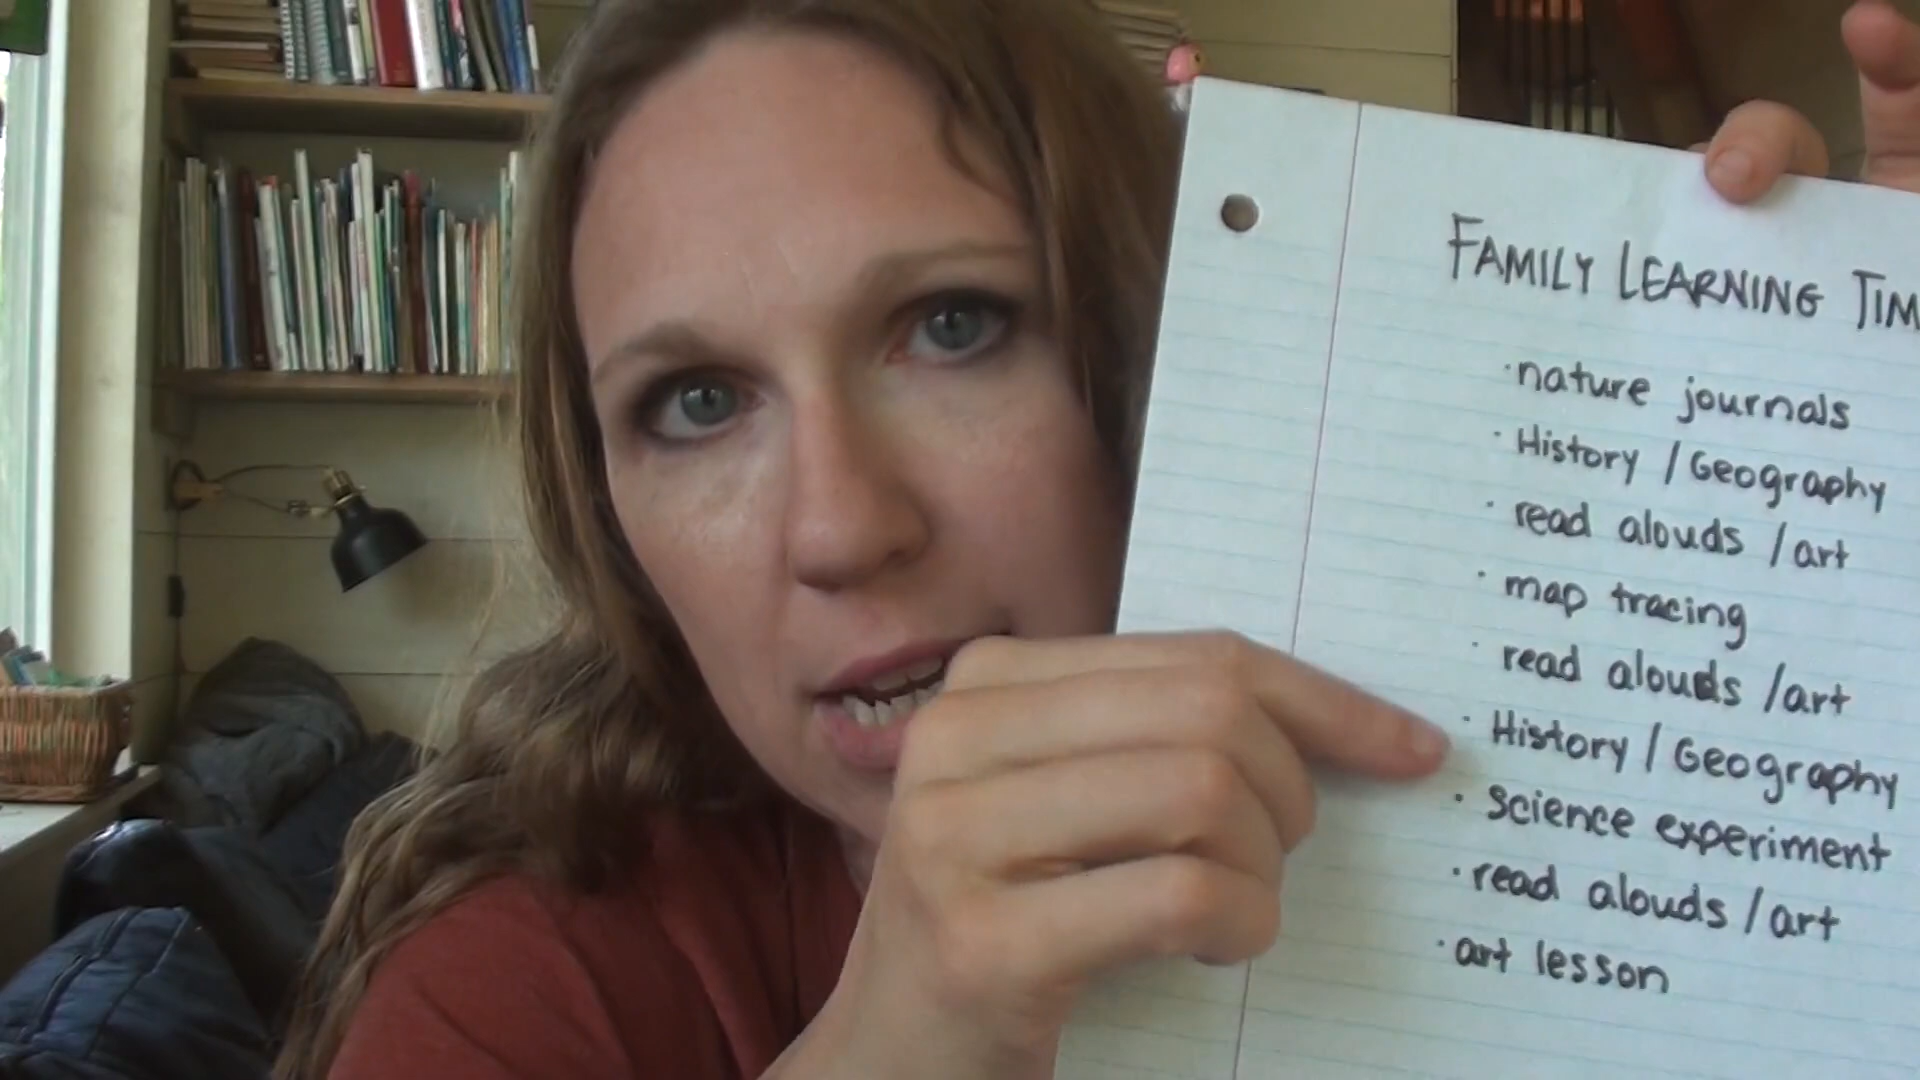 FAMILY LEARNING TIM
· nature journals
· History / Geography
· read alouds / art
· map tracing
· read alouds / art
· History / Geography
· Science experiment
· read alouds / art
· art lesson